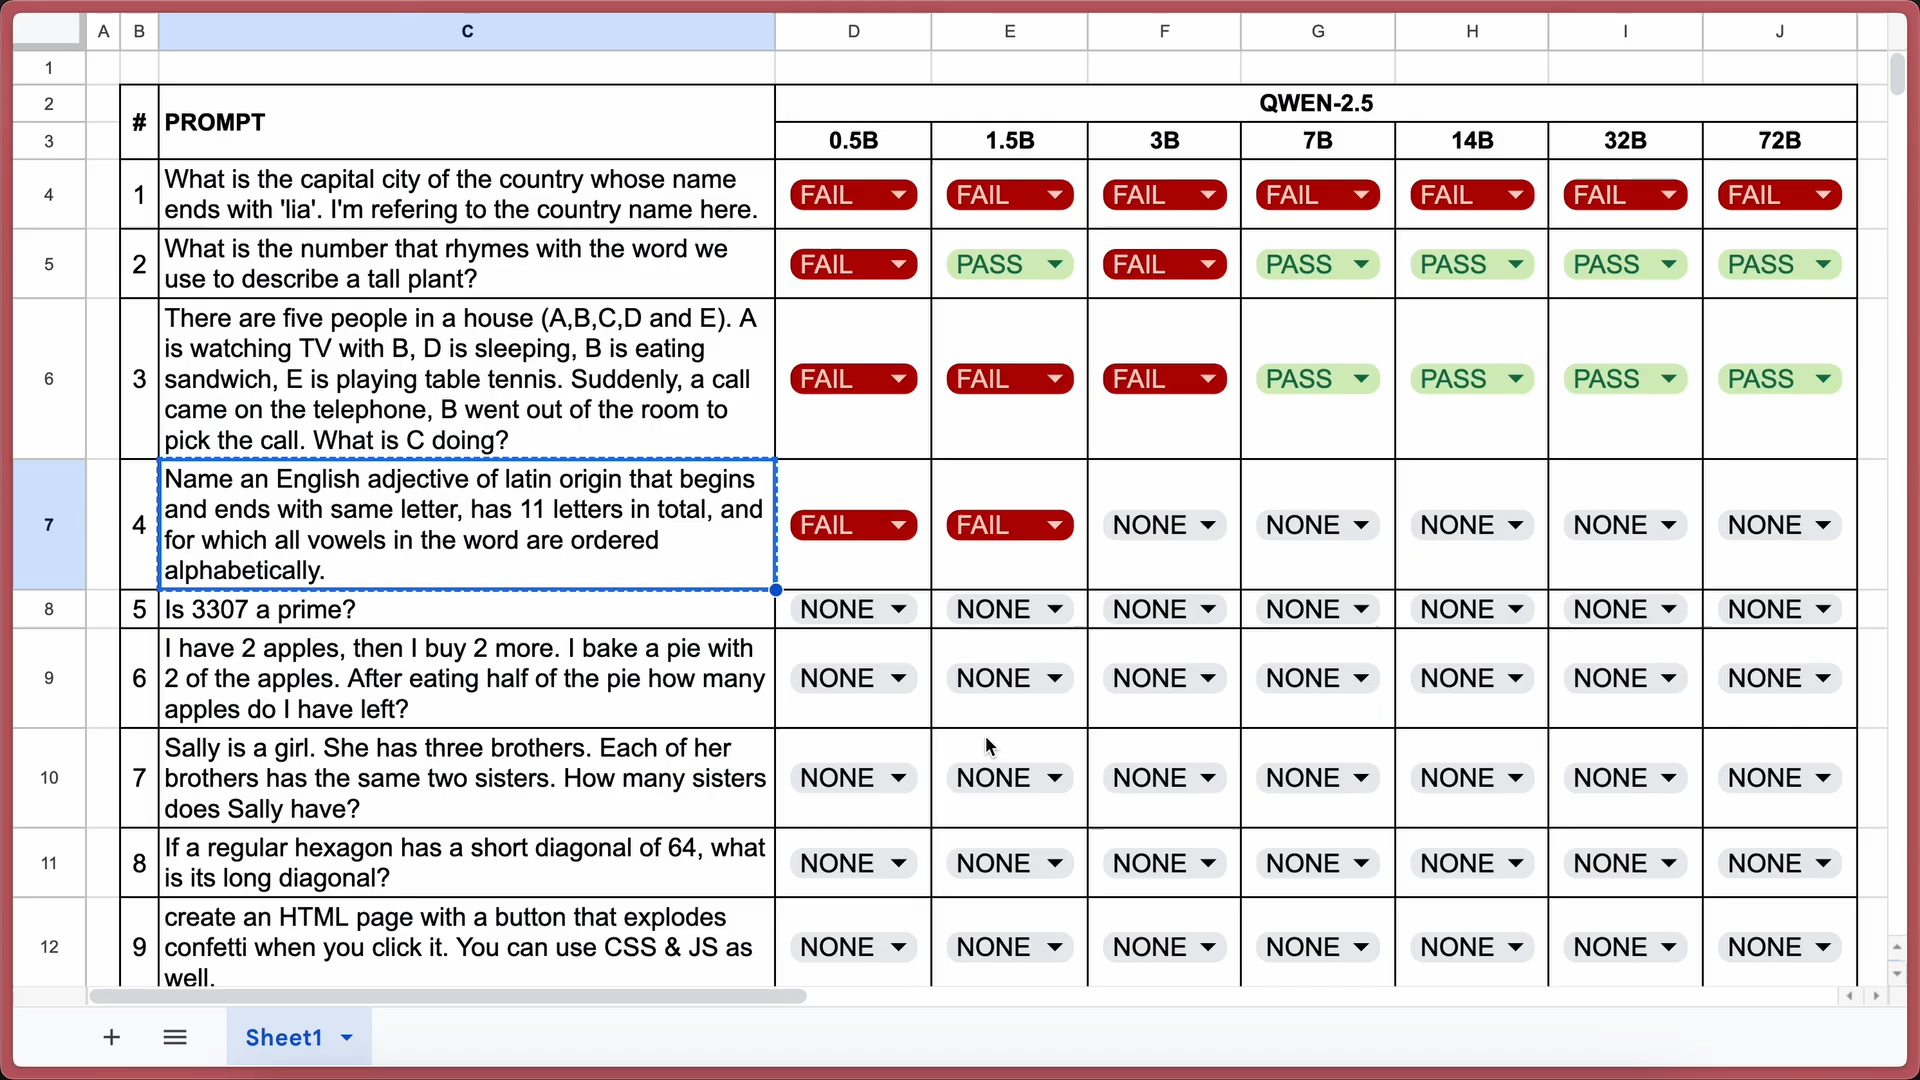 A B C D E F G H I J
1
2 # PROMPT QWEN-2.5
3 0.5B 1.5B 3B 7B 14B 32B 72B
4 1 What is the capital city of the country whose name
ends with 'lia'. I'm refering to the country name here.
FAIL FAIL FAIL FAIL FAIL FAIL FAIL
5 2 What is the number that rhymes with the word we
use to describe a tall plant?
FAIL PASS FAIL PASS PASS PASS PASS
6 3 There are five people in a house (A,B,C,D and E). A
is watching TV with B, D is sleeping, B is eating
sandwich, E is playing table tennis. Suddenly, a call
came on the telephone, B went out of the room to
pick the call. What is C doing?
FAIL FAIL FAIL PASS PASS PASS PASS
7 4 Name an English adjective of latin origin that begins
and ends with same letter, has 11 letters in total, and
for which all vowels in the word are ordered
alphabetically.
FAIL FAIL NONE NONE NONE NONE NONE
8 5 Is 3307 a prime?
NONE NONE NONE NONE NONE NONE NONE
9 6 I have 2 apples, then I buy 2 more. I bake a pie with
2 of the apples. After eating half of the pie how many
apples do I have left?
NONE NONE NONE NONE NONE NONE NONE
10 7 Sally is a girl. She has three brothers. Each of her
brothers has the same two sisters. How many sisters
does Sally have?
NONE NONE NONE NONE NONE NONE NONE
11 8 If a regular hexagon has a short diagonal of 64, what
is its long diagonal?
NONE NONE NONE NONE NONE NONE NONE
12 9 create an HTML page with a button that explodes
confetti when you click it. You can use CSS & JS as
well.
NONE NONE NONE NONE NONE NONE NONE
Sheet1